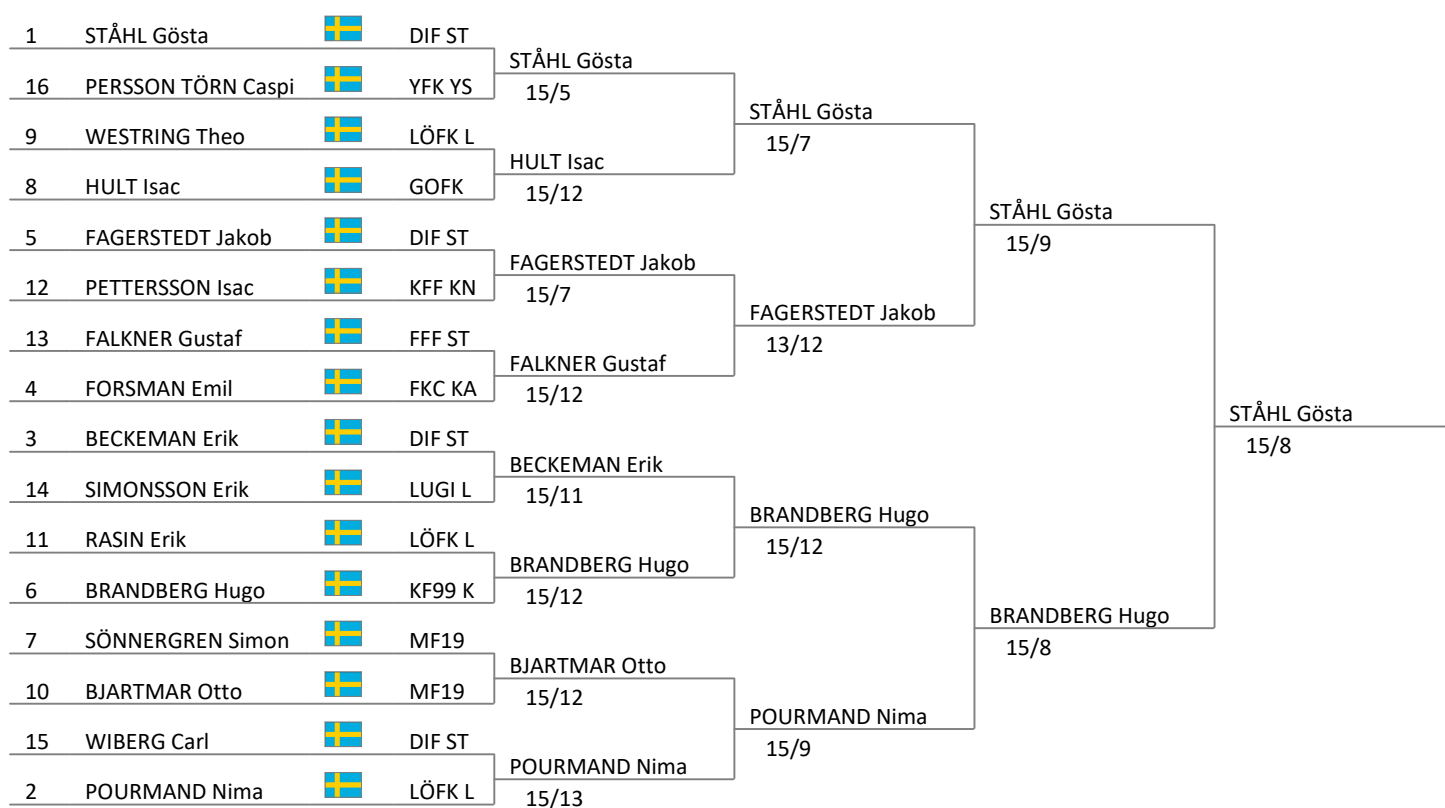 1 STÅHL Gösta DIF ST
16 PERSSON TÖRN Caspi YFK YS
9 WESTRING Theo LÖFK L
8 HULT Isac GOFK
5 FAGERSTEDT Jakob DIF ST
12 PETTERSSON Isac KFF KN
13 FALKNER Gustaf FFF ST
4 FORSMAN Emil FKC KA
3 BECKEMAN Erik DIF ST
14 SIMONSSON Erik LUGI L
11 RASIN Erik LÖFK L
6 BRANDBERG Hugo KF99 K
7 SÖNNERGREN Simon MF19
10 BJARTMAR Otto MF19
15 WIBERG Carl DIF ST
2 POURMAND Nima LÖFK L
STÅHL Gösta
15/5
HULT Isac
15/12
FAGERSTEDT Jakob
15/7
FALKNER Gustaf
15/12
BECKEMAN Erik
15/11
BRANDBERG Hugo
15/12
BJARTMAR Otto
15/12
POURMAND Nima
15/13
STÅHL Gösta
15/7
FAGERSTEDT Jakob
13/12
BRANDBERG Hugo
15/12
POURMAND Nima
15/9
STÅHL Gösta
15/9
BRANDBERG Hugo
15/8
STÅHL Gösta
15/8